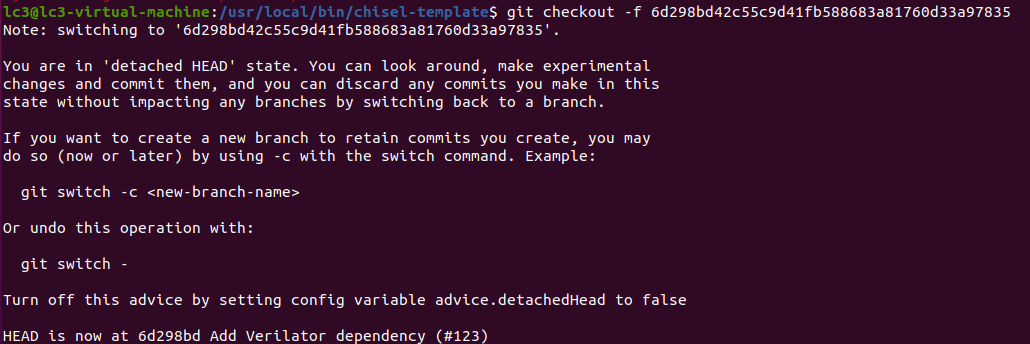 lc3@lc3-virtual-machine:/usr/local/bin/chisel-template$ git checkout -f 6d298bd42c55c9d41fb588683a81760d33a97835
Note: switching to '6d298bd42c55c9d41fb588683a81760d33a97835'.
You are in 'detached HEAD' state. You can look around, make experimental
changes and commit them, and you can discard any commits you make in this
state without impacting any branches by switching back to a branch.
If you want to create a new branch to retain commits you create, you may
do so (now or later) by using -c with the switch command. Example:
git switch -c <new-branch-name>
Or undo this operation with:
git switch -
Turn off this advice by setting config variable advice.detachedHead to false
HEAD is now at 6d298bd Add Verilator dependency (#123)